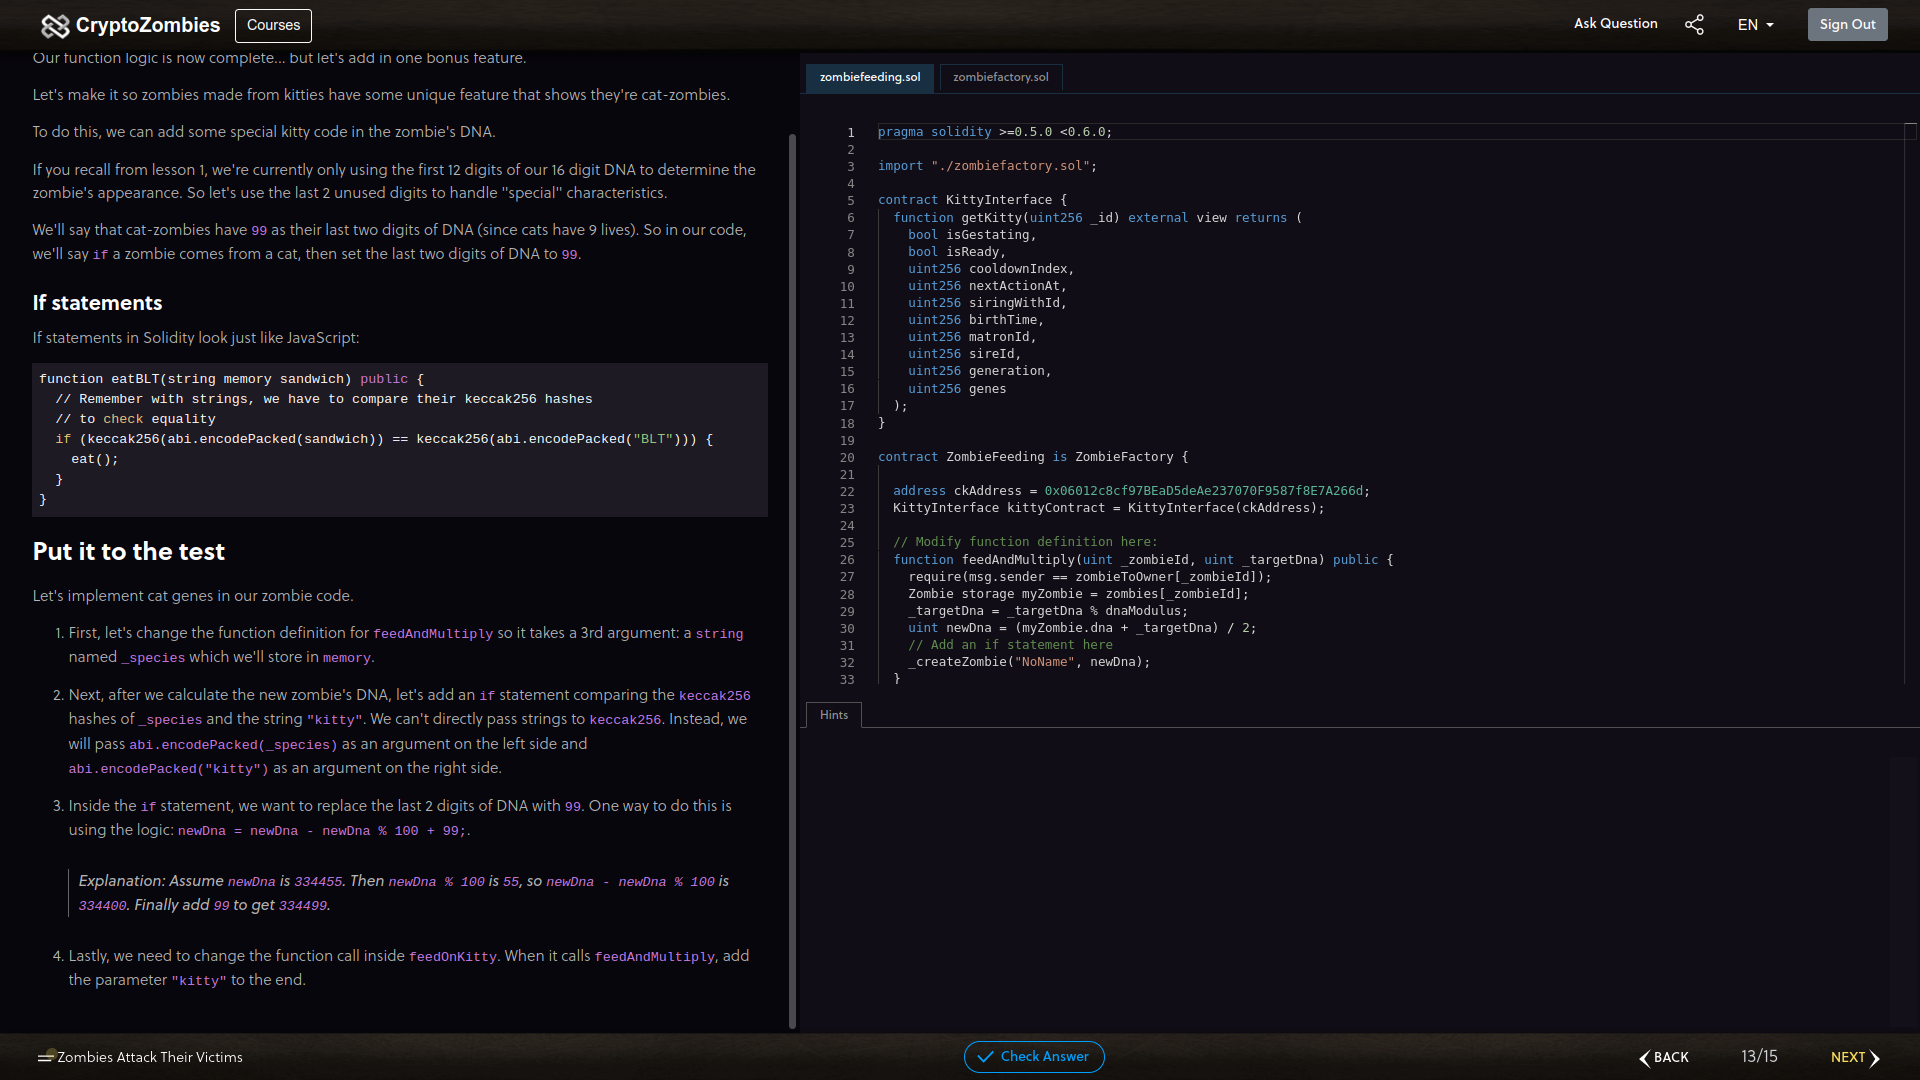 CryptoZombies
Courses
Ask Question
EN
Sign Out
Our function logic is now complete... but let's add in one bonus feature.
Let's make it so zombies made from kitties have some unique feature that shows they're cat-zombies.
To do this, we can add some special kitty code in the zombie's DNA.
If you recall from lesson 1, we're currently only using the first 12 digits of our 16 digit DNA to determine the
zombie's appearance. So let's use the last 2 unused digits to handle "special" characteristics.
We'll say that cat-zombies have 99 as their last two digits of DNA (since cats have 9 lives). So in our code,
we'll say if a zombie comes from a cat, then set the last two digits of DNA to 99.
If statements
If statements in Solidity look just like JavaScript:
function eatBLT(string memory sandwich) public {
// Remember with strings, we have to compare their keccak256 hashes
// to check equality
if (keccak256(abi.encodePacked(sandwich)) == keccak256(abi.encodePacked("BLT"))) {
eat();
}
}
Put it to the test
Let's implement cat genes in our zombie code.
1. First, let's change the function definition for feedAndMultiply so it takes a 3rd argument: a string
named _species which we'll store in memory.
2. Next, after we calculate the new zombie's DNA, let's add an if statement comparing the keccak256
hashes of _species and the string "kitty". We can't directly pass strings to keccak256. Instead, we
will pass abi.encodePacked(_species) as an argument on the left side and
abi.encodePacked("kitty") as an argument on the right side.
3. Inside the if statement, we want to replace the last 2 digits of DNA with 99. One way to do this is
using the logic: newDna = newDna - newDna % 100 + 99;.
Explanation: Assume newDna is 334455. Then newDna % 100 is 55, so newDna - newDna % 100 is
334400. Finally add 99 to get 334499.
4. Lastly, we need to change the function call inside feedOnKitty. When it calls feedAndMultiply, add
the parameter "kitty" to the end.
zombiefeeding.sol
zombiefactory.sol
1 pragma solidity >=0.5.0 <0.6.0;
2
3 import "./zombiefactory.sol";
4
5 contract KittyInterface {
6 function getKitty(uint256 _id) external view returns (
7 bool isGestating,
8 bool isReady,
9 uint256 cooldownIndex,
10 uint256 nextActionAt,
11 uint256 siringWithId,
12 uint256 birthTime,
13 uint256 matronId,
14 uint256 sireId,
15 uint256 generation,
16 uint256 genes
17 );
18 }
19
20 contract ZombieFeeding is ZombieFactory {
21
22 address ckAddress = 0x06012c8cf97BEaD5deAe237070F9587f8E7A266d;
23 KittyInterface kittyContract = KittyInterface(ckAddress);
24
25 // Modify function definition here:
26 function feedAndMultiply(uint _zombieId, uint _targetDna) public {
27 require(msg.sender == zombieToOwner[_zombieId]);
28 Zombie storage myZombie = zombies[_zombieId];
29 _targetDna = _targetDna % dnaModulus;
30 uint newDna = (myZombie.dna + _targetDna) / 2;
31 // Add an if statement here
32 _createZombie("NoName", newDna);
33 }
Hints
Zombies Attack Their Victims
Check Answer
BACK
13/15
NEXT